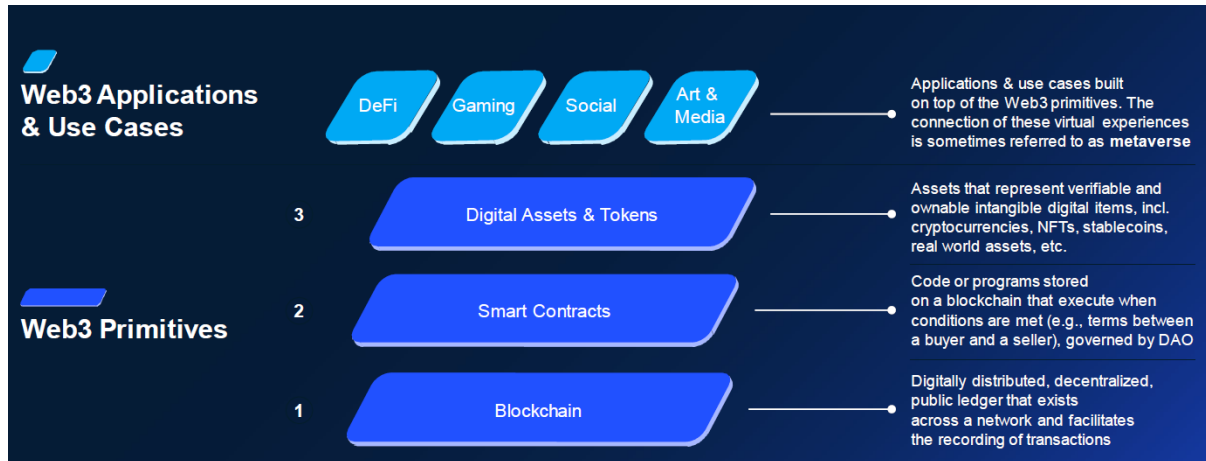 Web3 Applications
& Use Cases
DeFi
Gaming
Social
Art &
Media
Applications & use cases built
on top of the Web3 primitives. The
connection of these virtual experiences
is sometimes referred to as metaverse
3
Digital Assets & Tokens
Assets that represent verifiable and
ownable intangible digital items, incl.
cryptocurrencies, NFTs, stablecoins,
real world assets, etc.
Web3 Primitives
2
Smart Contracts
Code or programs stored
on a blockchain that execute when
conditions are met (e.g., terms between
a buyer and a seller), governed by DAO
1
Blockchain
Digitally distributed, decentralized,
public ledger that exists
across a network and facilitates
the recording of transactions